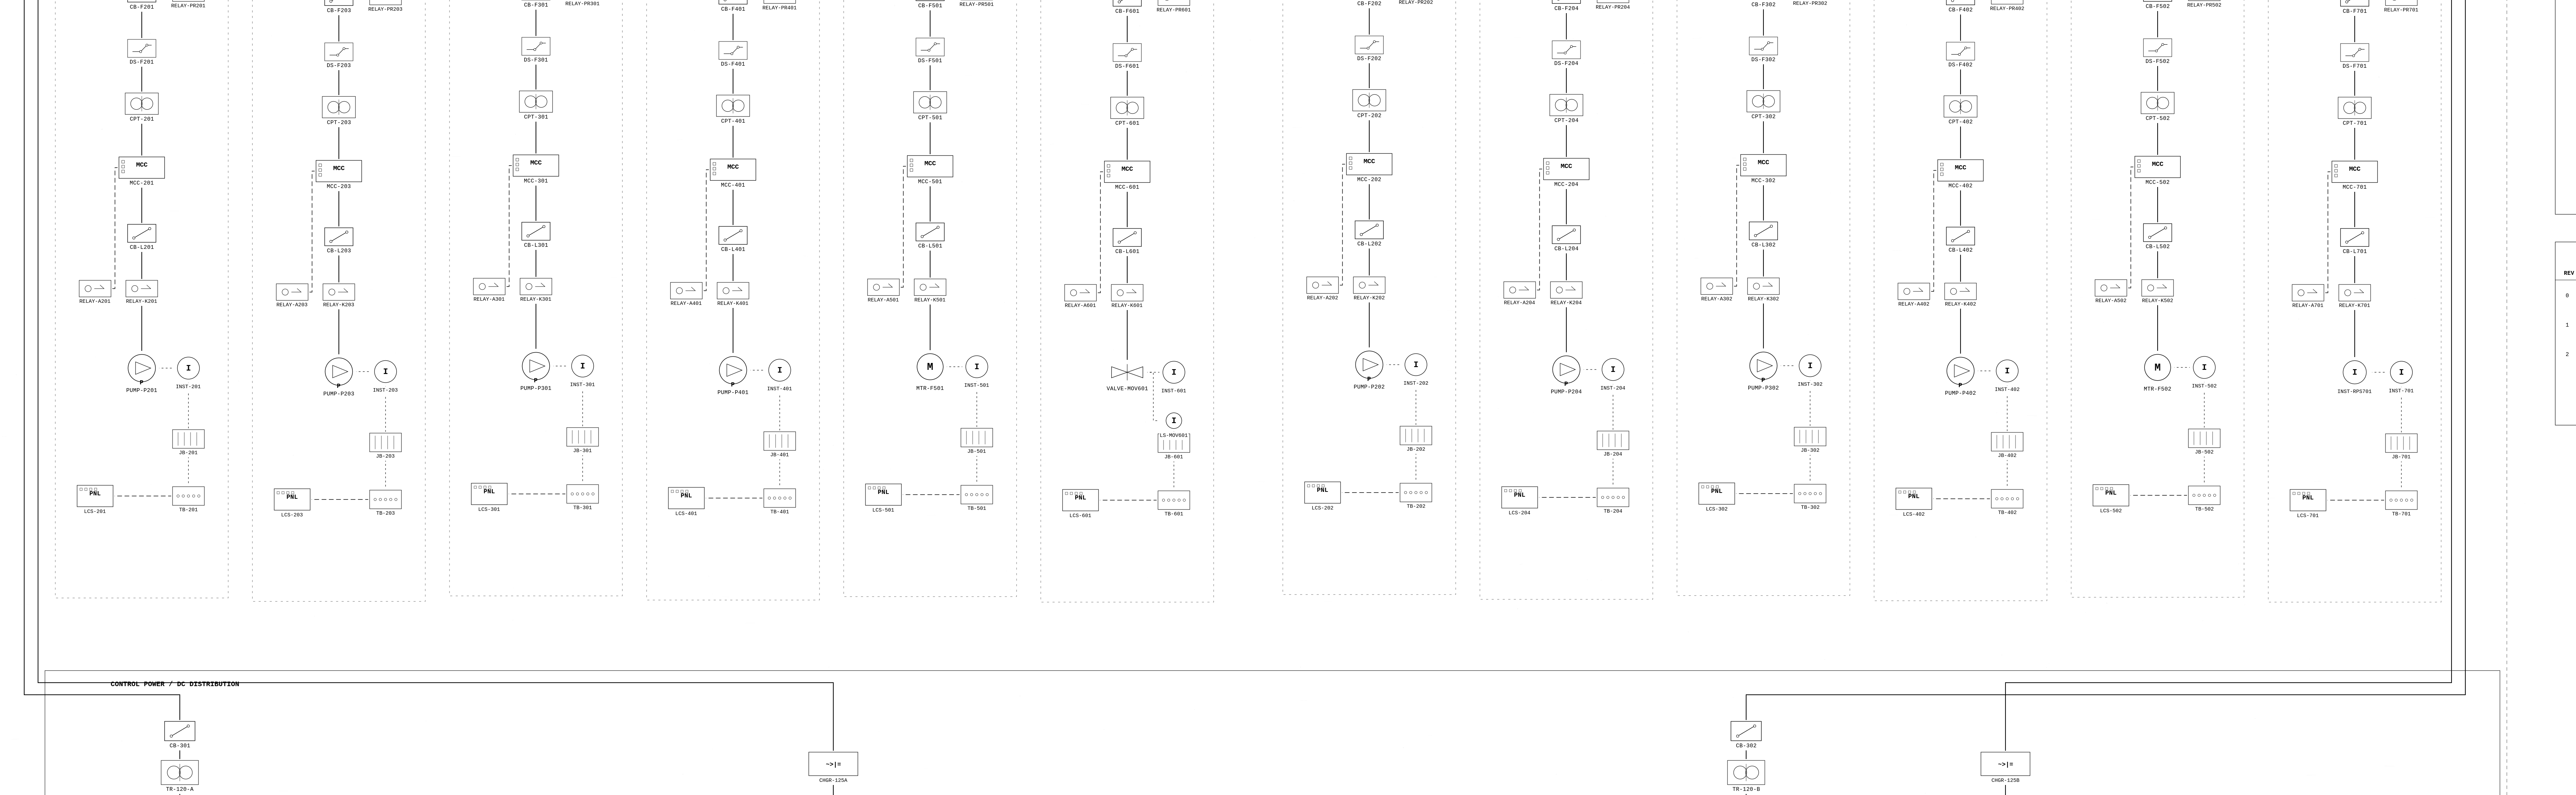 CB-F201 RELAY-PR201 CB-F203 RELAY-PR203 CB-F301 RELAY-PR301 CB-F401 RELAY-PR401 CB-F501 RELAY-PR501 CB-F601 RELAY-PR601 CB-F202 RELAY-PR202 CB-F204 RELAY-PR204 CB-F302 RELAY-PR302 CB-F402 RELAY-PR402 CB-F502 RELAY-PR502 CB-F701 RELAY-PR701
DS-F201 DS-F203 DS-F301 DS-F401 DS-F501 DS-F601 DS-F202 DS-F204 DS-F302 DS-F402 DS-F502 DS-F701
CPT-201 CPT-203 CPT-301 CPT-401 CPT-501 CPT-601 CPT-202 CPT-204 CPT-302 CPT-402 CPT-502 CPT-701
MCC MCC MCC MCC MCC MCC MCC MCC MCC MCC MCC MCC
MCC-201 MCC-203 MCC-301 MCC-401 MCC-501 MCC-601 MCC-202 MCC-204 MCC-302 MCC-402 MCC-502 MCC-701
CB-L201 CB-L203 CB-L301 CB-L401 CB-L501 CB-L601 CB-L202 CB-L204 CB-L302 CB-L402 CB-L502 CB-L701
RELAY-A201 RELAY-K201 RELAY-A203 RELAY-K203 RELAY-A301 RELAY-K301 RELAY-A401 RELAY-K401 RELAY-A501 RELAY-K501 RELAY-A601 RELAY-K601 RELAY-A202 RELAY-K202 RELAY-A204 RELAY-K204 RELAY-A302 RELAY-K302 RELAY-A402 RELAY-K402 RELAY-A502 RELAY-K502 RELAY-A701 RELAY-K701
P I P I P I P I M I I P I P I P I P I M I I I
PUMP-P201 INST-201 PUMP-P203 INST-203 PUMP-P301 INST-301 PUMP-P401 INST-401 MTR-F501 INST-501 VALVE-MOV601 INST-601 PUMP-P202 INST-202 PUMP-P204 INST-204 PUMP-P302 INST-302 PUMP-P402 INST-402 MTR-F502 INST-502 INST-RPS701 INST-701
I
LS-MOV601
JB-201 JB-203 JB-301 JB-401 JB-501 JB-601 JB-202 JB-204 JB-302 JB-402 JB-502 JB-701
PNL PNL PNL PNL PNL PNL PNL PNL PNL PNL PNL PNL
LCS-201 TB-201 LCS-203 TB-203 LCS-301 TB-301 LCS-401 TB-401 LCS-501 TB-501 LCS-601 TB-601 LCS-202 TB-202 LCS-204 TB-204 LCS-302 TB-302 LCS-402 TB-402 LCS-502 TB-502 LCS-701 TB-701
REV
0
1
2
CONTROL POWER / DC DISTRIBUTION
CB-301 CB-302
~>|= ~>|=
CHGR-125A CHGR-125B
TR-120-A TR-120-B